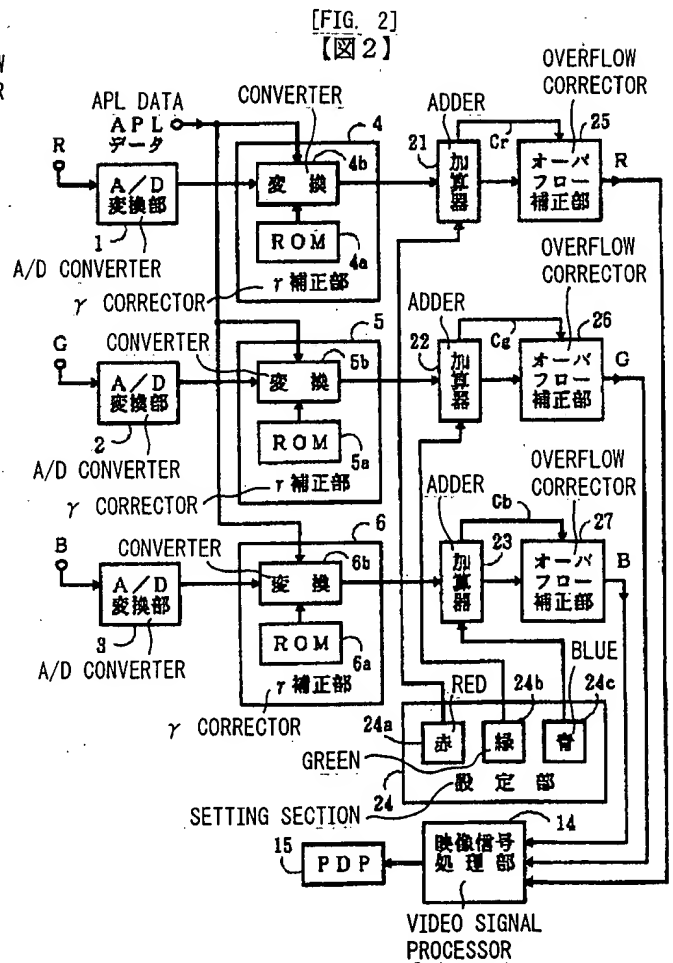 [FIG. 2]
【図2】
W
R
OVERFLOW
CORRECTOR
APL DATA
APL
データ
CONVERTER
ADDER
R
4
21
Cr
25
4b
A/D
変換部
変 換
加算器
オーバ
フロー
補正部
R
1
ROM
4a
A/D CONVERTER
γ補正部
γ CORRECTOR
OVERFLOW
CORRECTOR
ADDER
G
CONVERTER
5
22
Cg
26
5b
A/D
変換部
変 換
加算器
オーバ
フロー
補正部
G
2
ROM
5a
A/D CONVERTER
γ補正部
γ CORRECTOR
OVERFLOW
CORRECTOR
ADDER
Cb
B
CONVERTER
6
27
6b
A/D
変換部
変 換
加算器
23
オーバ
フロー
補正部
B
3
ROM
6a
A/D CONVERTER
γ補正部
γ CORRECTOR
BLUE
RED
24b
24c
24a
赤
緑
青
GREEN
24
設 定 部
SETTING SECTION
14
15
PDP
映像信号
処 理 部
VIDEO SIGNAL
PROCESSOR